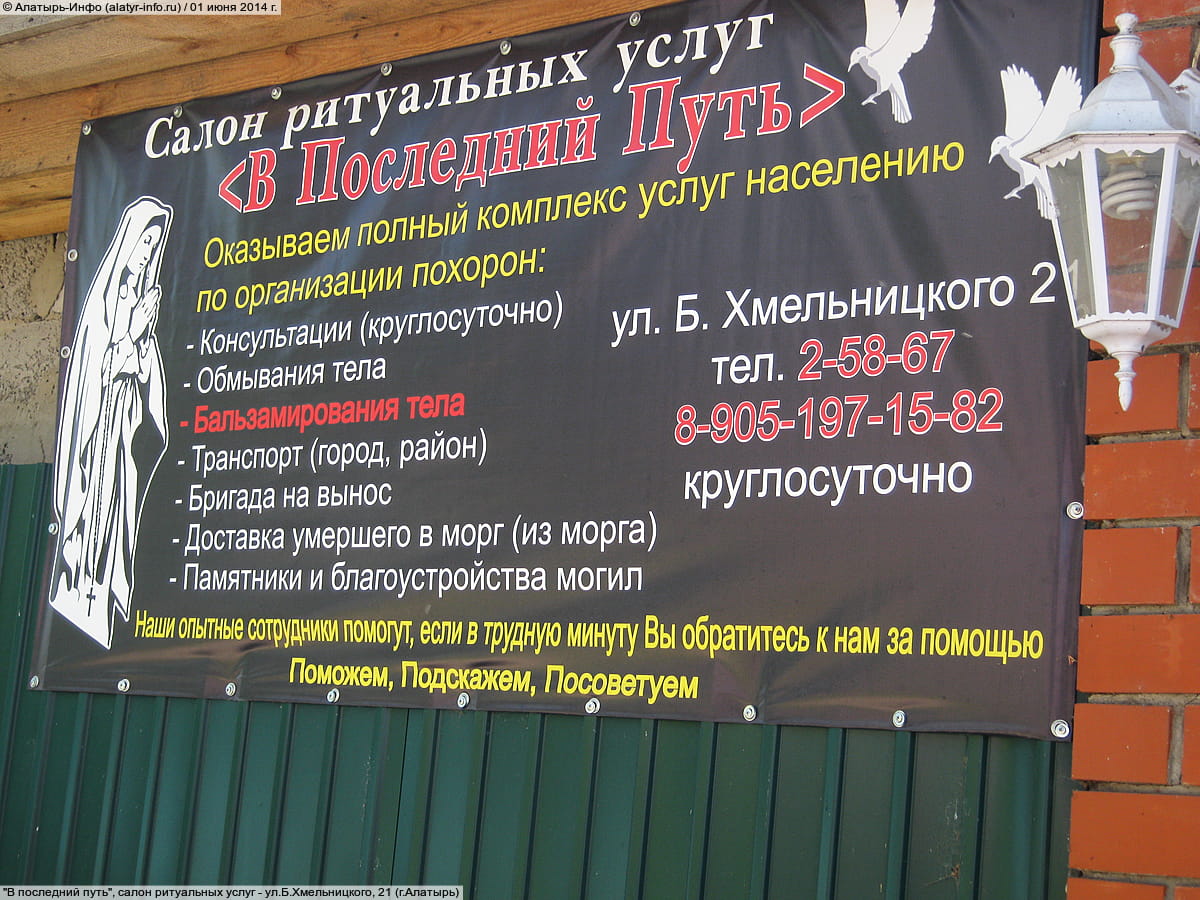 © Алатырь-Инфо (alatyr-info.ru) / 01 июня 2014 г.
Салон ритуальных услуг
<В Последний Путь>
Оказываем полный комплекс услуг населению
по организации похорон:
- Консультации (круглосуточно)
- Обмывания тела
- Бальзамирования тела
- Транспорт (город, район)
- Бригада на вынос
- Доставка умершего в морг (из морга)
- Памятники и благоустройства могил
ул. Б. Хмельницкого 21
тел. 2-58-67
8-905-197-15-82
круглосуточно
Наши опытные сотрудники помогут, если в трудную минуту Вы обратитесь к нам за помощью
Поможем, Подскажем, Посоветуем
"В последний путь", салон ритуальных услуг - ул.Б.Хмельницкого, 21 (г.Алатырь)